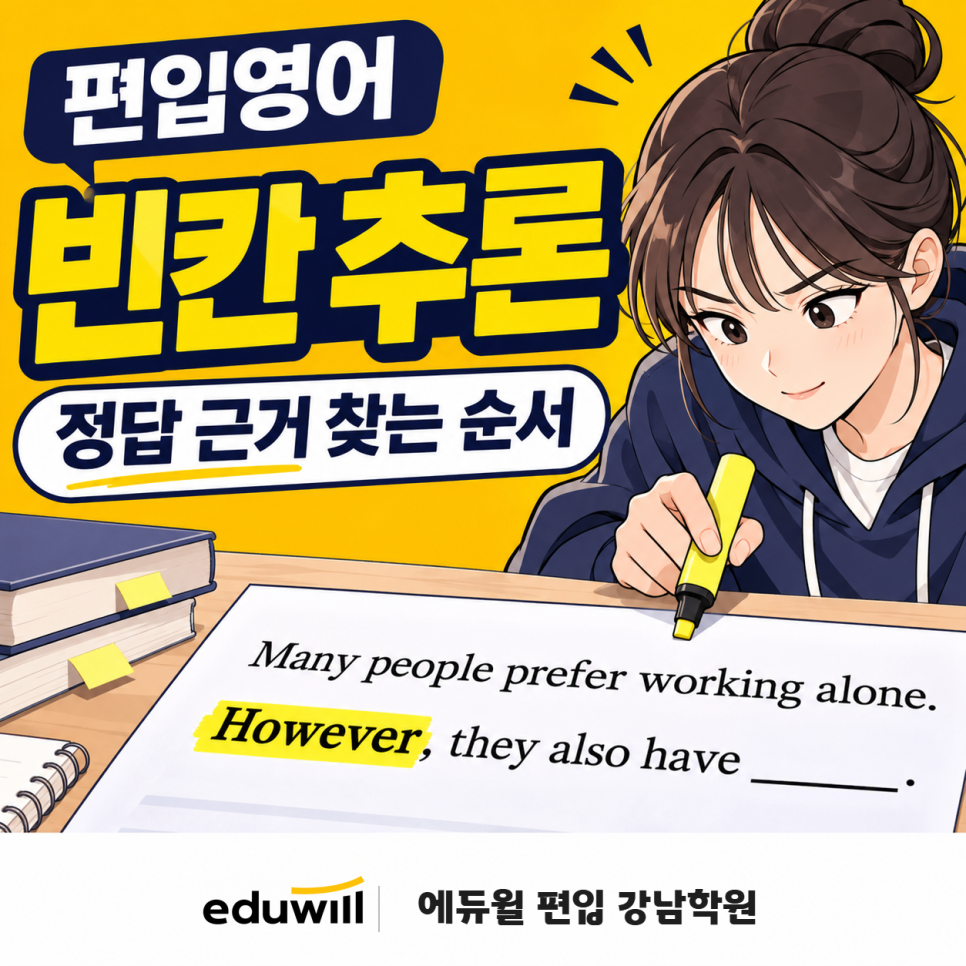 편입영어
빈칸 추론
정답 근거 찾는 순서
Many people prefer working alone.
However, they also have ______.
eduwill 에듀윌 편입 강남학원